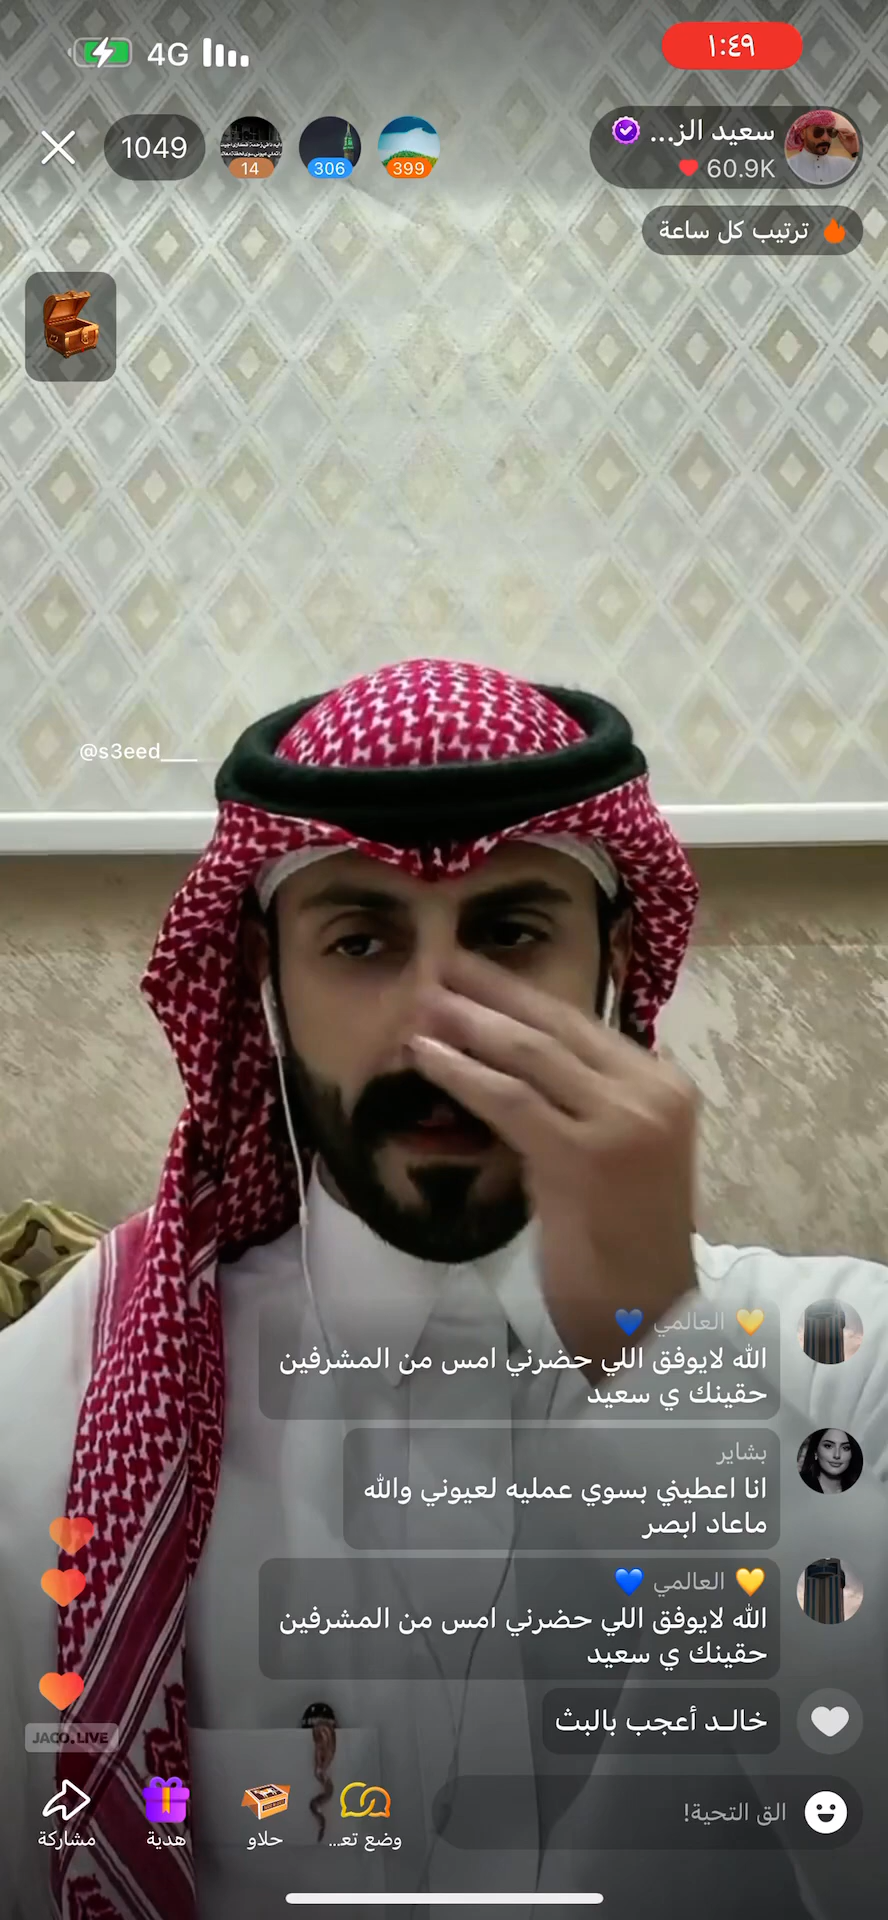 ١:٤٩
4G
سعيد الز...
60.9K
399
306
14
1049
ترتيب كل ساعة
@s3eed___
💛 العالمي 💙
الله لايوفق اللي حضرني امس من المشرفين
حقينك ي سعيد
بشاير
انا اعطيني بسوي عمليه لعيوني والله
ماعاد ابصر
💛 العالمي 💙
الله لايوفق اللي حضرني امس من المشرفين
حقينك ي سعيد
خالـد أعجب بالبث
JACO.LIVE
الق التحية!
وضع تعـ...
حلاو
هدية
مشاركة